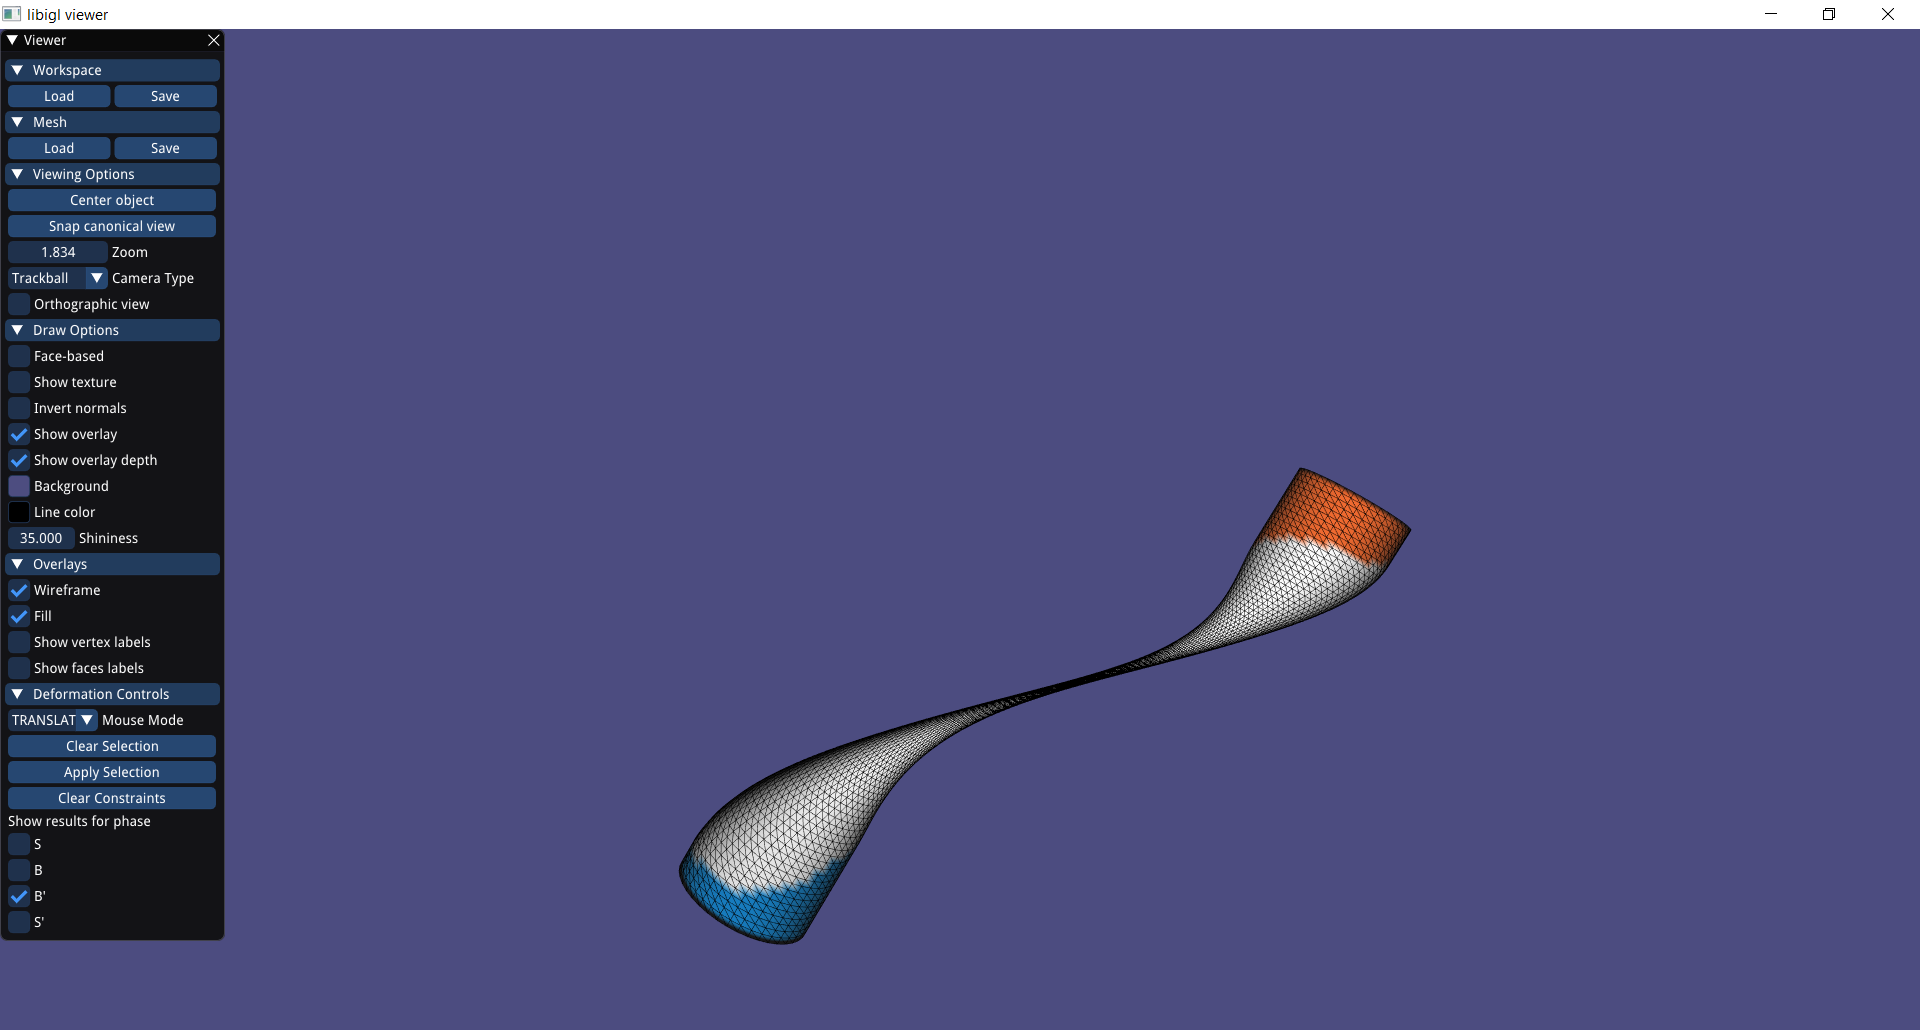 libigl viewer
Viewer
Workspace
Load Save
Mesh
Load Save
Viewing Options
Center object
Snap canonical view
1.834 Zoom
Trackball Camera Type
Orthographic view
Draw Options
Face-based
Show texture
Invert normals
Show overlay
Show overlay depth
Background
Line color
35.000 Shininess
Overlays
Wireframe
Fill
Show vertex labels
Show faces labels
Deformation Controls
TRANSLAT Mouse Mode
Clear Selection
Apply Selection
Clear Constraints
Show results for phase
S
B
B'
S'